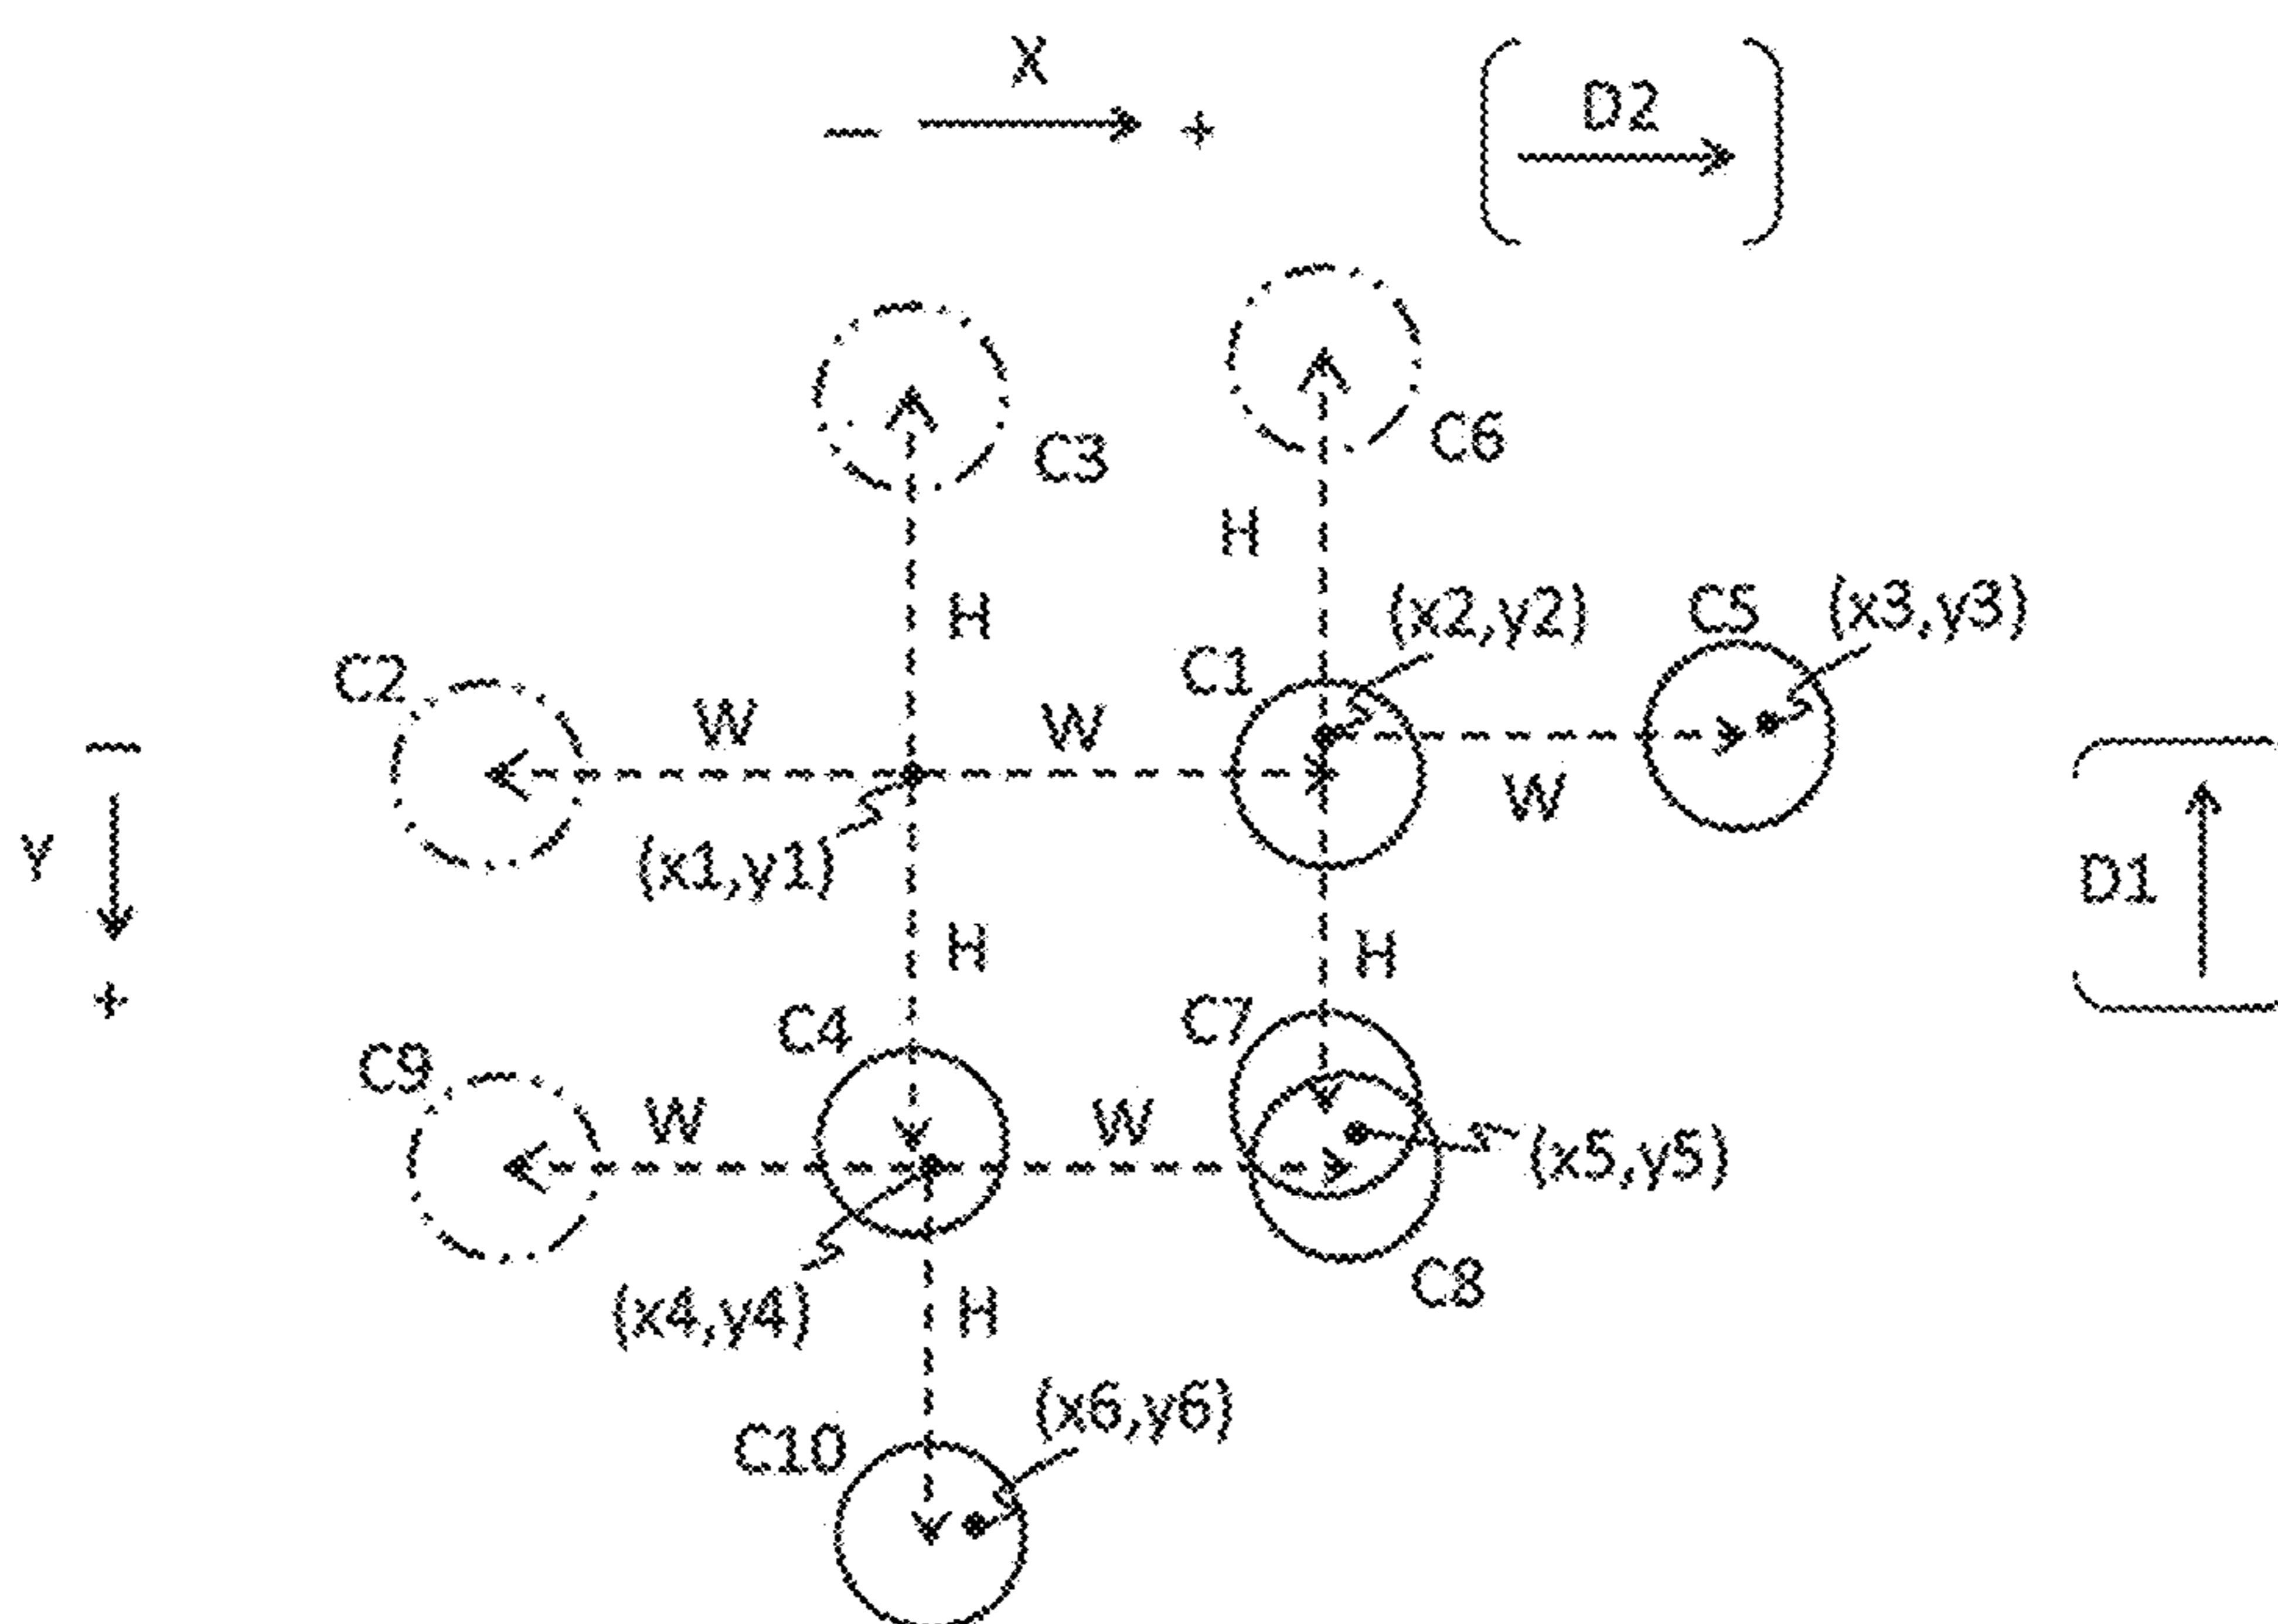 X
− +
D2
C3
C6
H
H
(x2,y2)
C5
(x3,y3)
C2
C1
W
W
−
W
Y
(x1,y1)
D1
H
H
+
C4
C7
C9
W
W
(x5,y5)
C8
(x4,y4)
H
(x6,y6)
C10